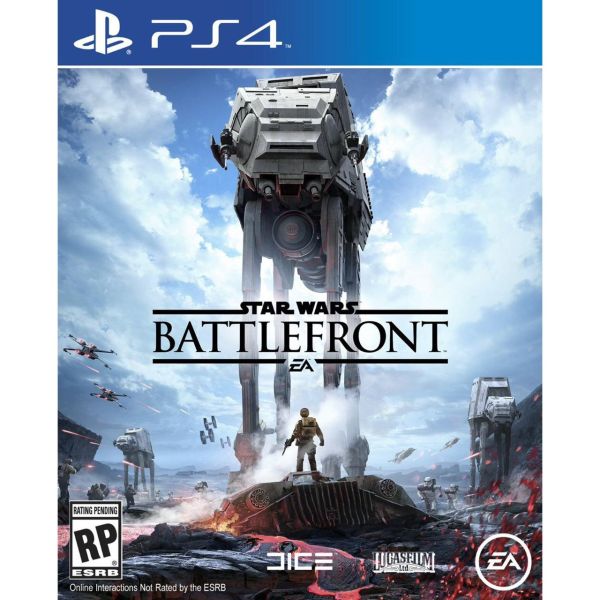 PS4
STAR WARS
BATTLEFRONT
EA
RATING PENDING
RP
ESRB
DICE
LUCASFILM
Ltd
EA
Online Interactions Not Rated by the ESRB